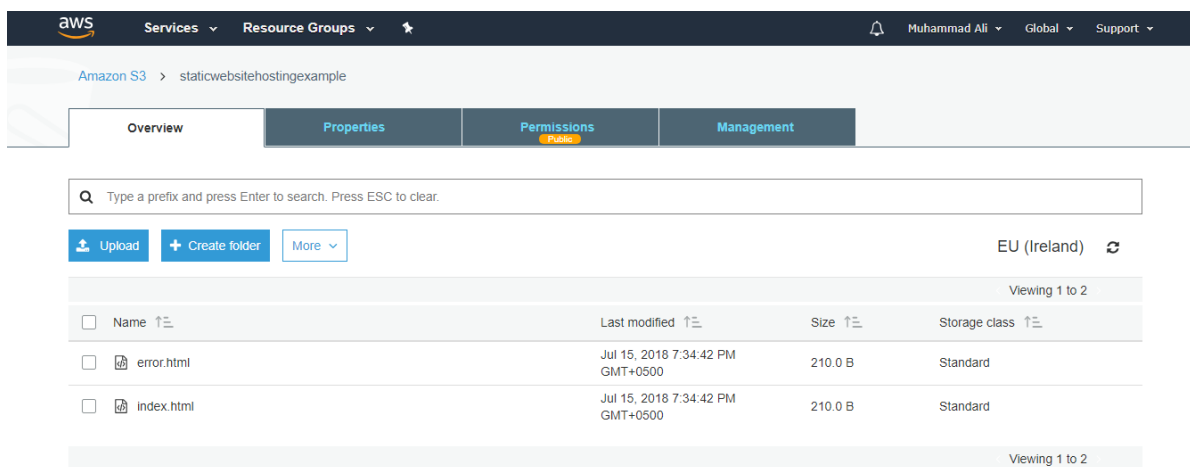 aws Services Resource Groups Muhammad Ali Global Support
Amazon S3 > staticwebsitehostingexample
Overview Properties Permissions Management
Public
Type a prefix and press Enter to search. Press ESC to clear.
Upload + Create folder More EU (Ireland)
Viewing 1 to 2
Name Last modified Size Storage class
error.html Jul 15, 2018 7:34:42 PM GMT+0500 210.0 B Standard
index.html Jul 15, 2018 7:34:42 PM GMT+0500 210.0 B Standard
Viewing 1 to 2